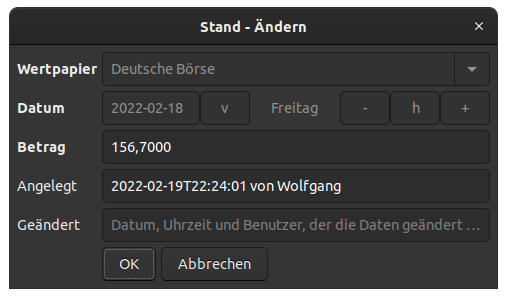 Stand - Ändern ×
Wertpapier Deutsche Börse
Datum 2022-02-18 v Freitag - h +
Betrag 156,7000
Angelegt 2022-02-19T22:24:01 von Wolfgang
Geändert Datum, Uhrzeit und Benutzer, der die Daten geändert …
OK Abbrechen